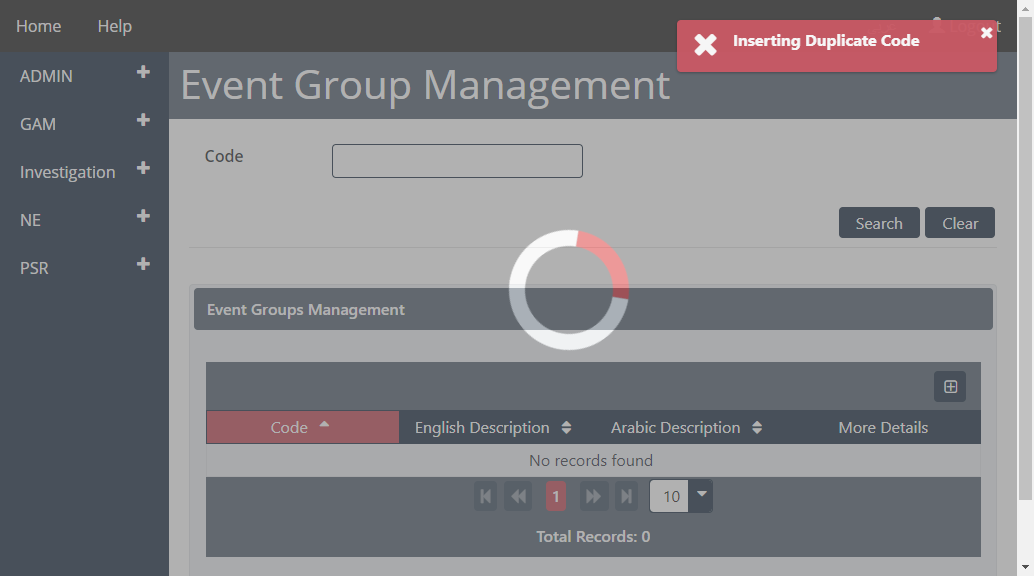 Home
Help
Inserting Duplicate Code
ADMIN
GAM
Investigation
NE
PSR
Event Group Management
Code
Search
Clear
Event Groups Management
Code
English Description
Arabic Description
More Details
No records found
1
10
Total Records: 0